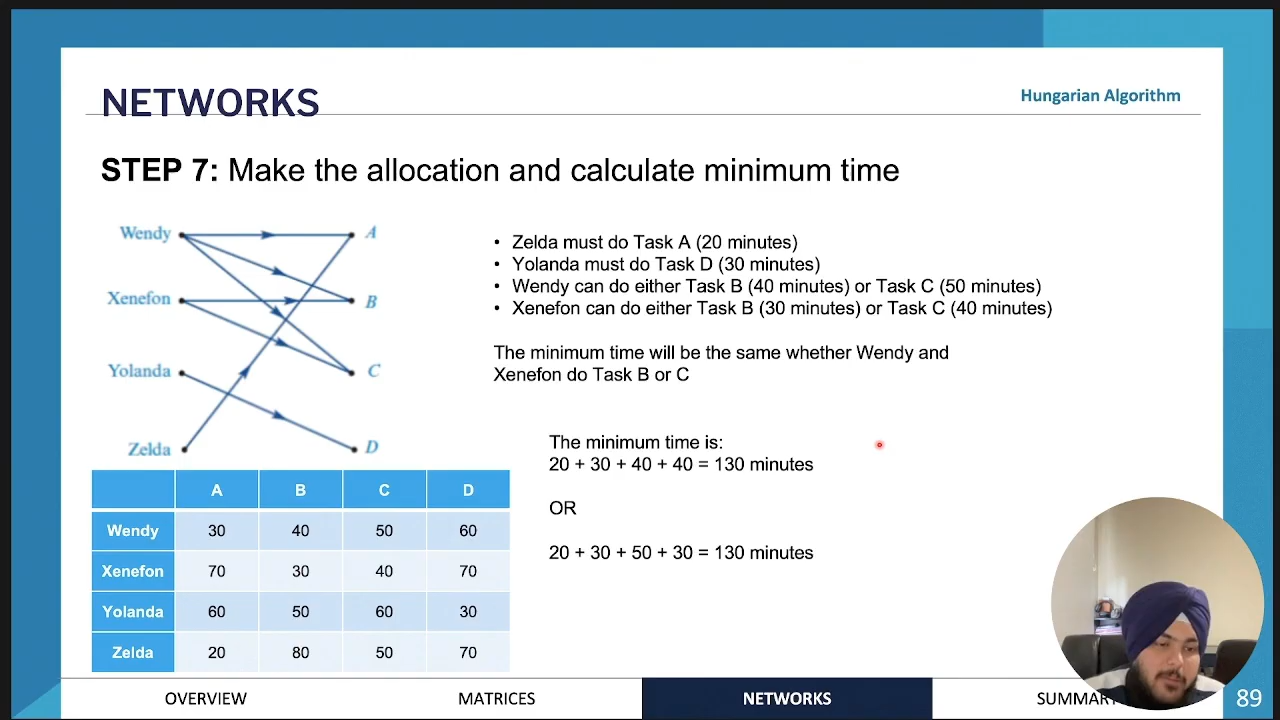 NETWORKS
Hungarian Algorithm
STEP 7: Make the allocation and calculate minimum time
Wendy
A
Xenefon
B
Yolanda
C
Zelda
D
• Zelda must do Task A (20 minutes)
• Yolanda must do Task D (30 minutes)
• Wendy can do either Task B (40 minutes) or Task C (50 minutes)
• Xenefon can do either Task B (30 minutes) or Task C (40 minutes)
The minimum time will be the same whether Wendy and
Xenefon do Task B or C
The minimum time is:
20 + 30 + 40 + 40 = 130 minutes
OR
20 + 30 + 50 + 30 = 130 minutes
A B C D
Wendy 30 40 50 60
Xenefon 70 30 40 70
Yolanda 60 50 60 30
Zelda 20 80 50 70
OVERVIEW MATRICES NETWORKS 89